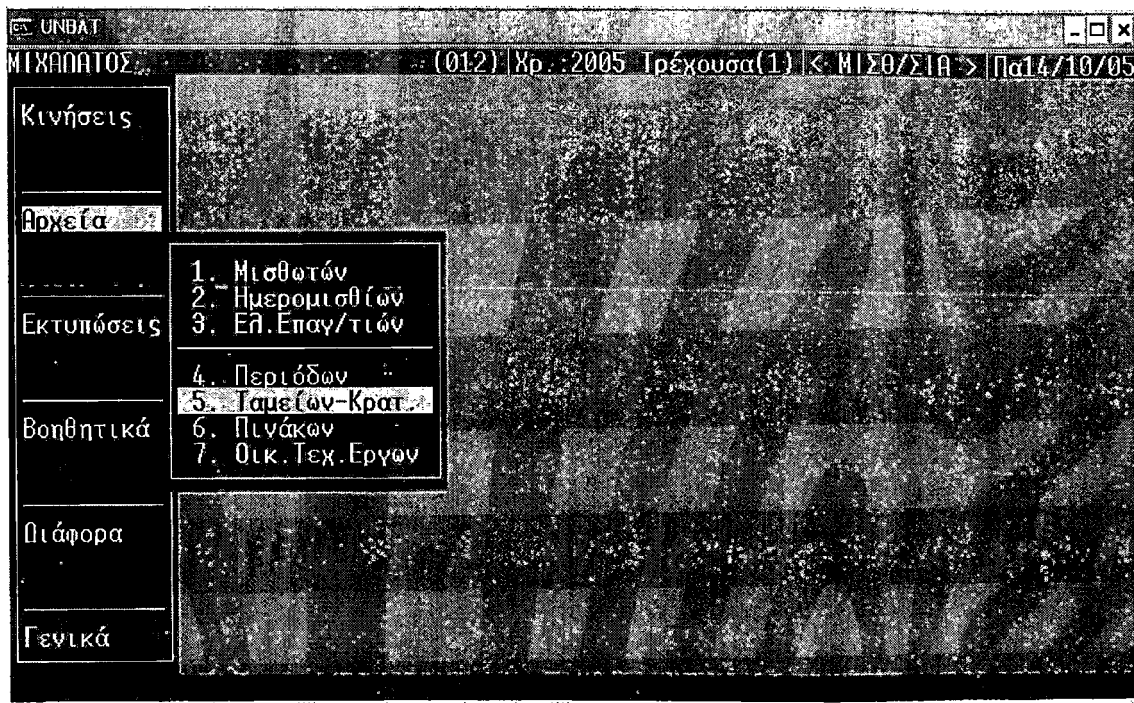 UNBAT
ΜΙΧΑΠΑΤΟΣ (012)|Χρ.:2005 Τρέχουσα(1)|< ΜΙΣΘ/ΣΙΑ >|Πα14/10/05
Κινήσεις
Αρχεία
1. Μισθωτών
2. Ημερομισθίων
3. Ελ.Επαγ/τιών
4. Περιόδων
5. Ταμείων-Κρατ.
6. Πινάκων
7. Οικ.Τεχ.Εργων
Εκτυπώσεις
Βοηθητικά
Διάφορα
Γενικά